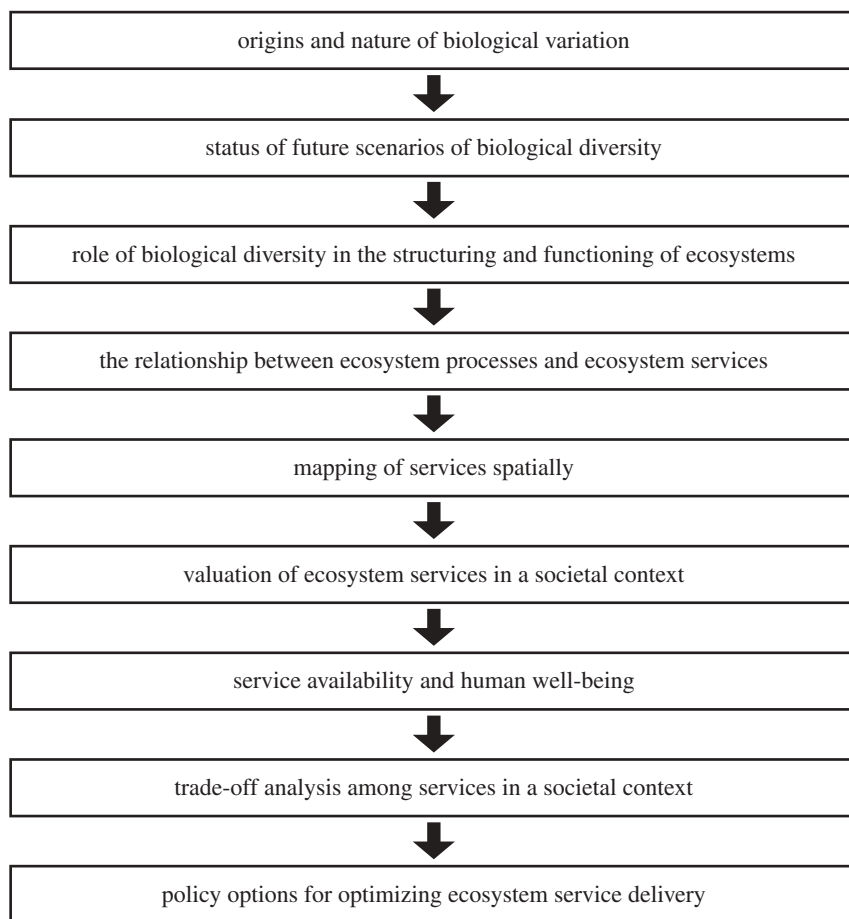 origins and nature of biological variation
status of future scenarios of biological diversity
role of biological diversity in the structuring and functioning of ecosystems
the relationship between ecosystem processes and ecosystem services
mapping of services spatially
valuation of ecosystem services in a societal context
service availability and human well-being
trade-off analysis among services in a societal context
policy options for optimizing ecosystem service delivery